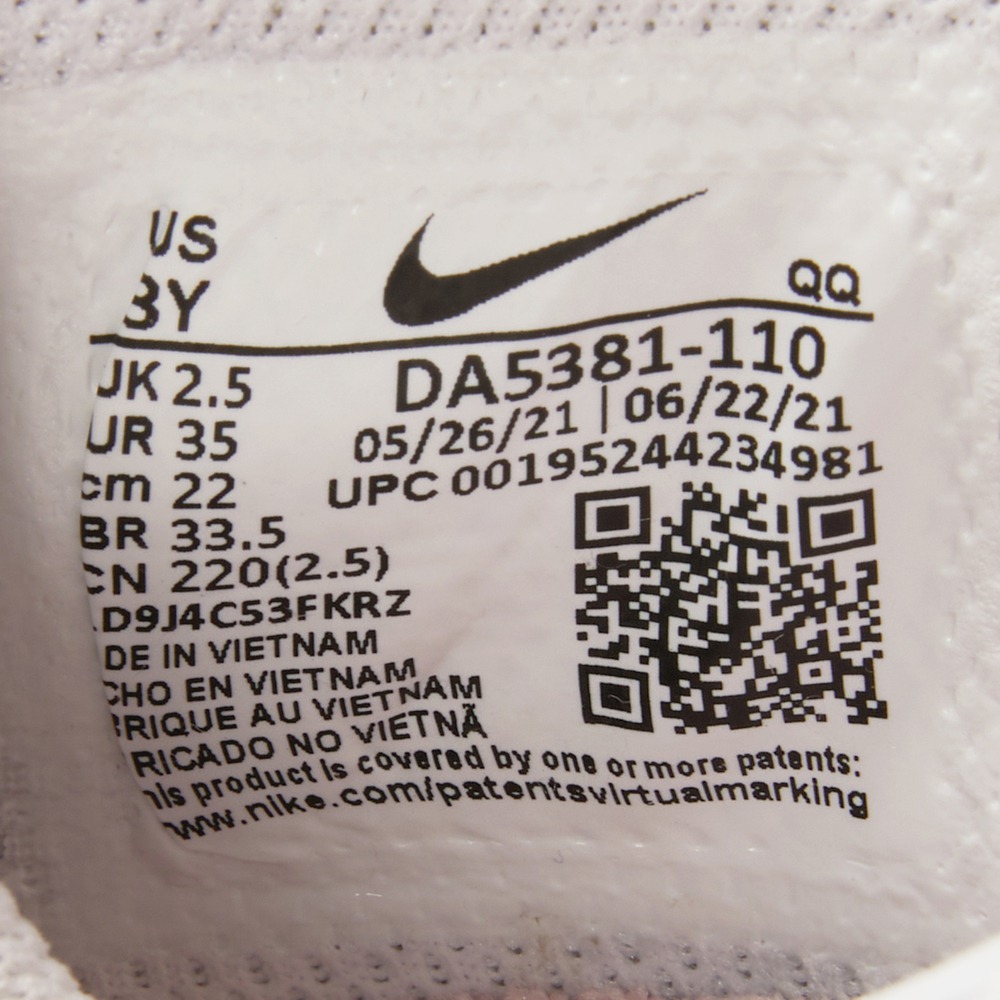 US
3Y
QQ
UK 2.5
UR 35
cm 22
BR 33.5
CN 220(2.5)
DA5381-110
05/26/21 | 06/22/21
UPC 00195244234981
D9J4C53FKRZ
DE IN VIETNAM
CHO EN VIETNAM
BRIQUE AU VIETNAM
RICADO NO VIETNÃ
his product is covered by one or more patents:
www.nike.com/patentsvirtualmarking